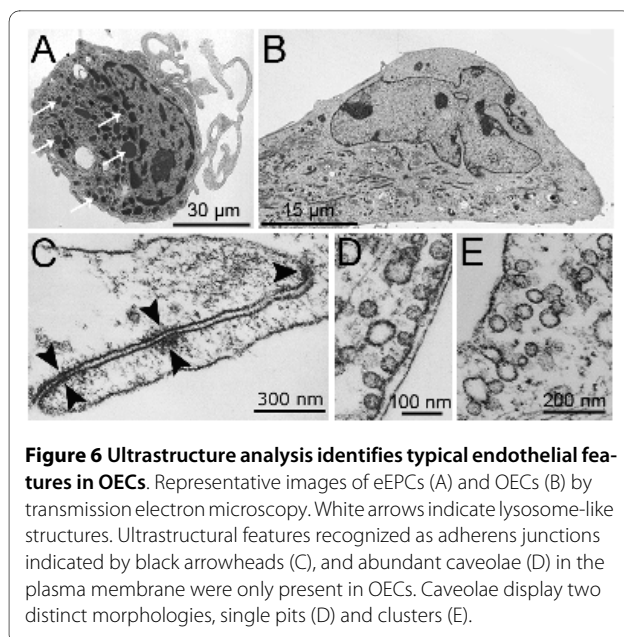 A
B
30 µm
15 µm
C
D
E
300 nm
100 nm
200 nm
Figure 6 Ultrastructure analysis identifies typical endothelial fea-
tures in OECs. Representative images of eEPCs (A) and OECs (B) by
transmission electron microscopy. White arrows indicate lysosome-like
structures. Ultrastructural features recognized as adherens junctions
indicated by black arrowheads (C), and abundant caveolae (D) in the
plasma membrane were only present in OECs. Caveolae display two
distinct morphologies, single pits (D) and clusters (E).